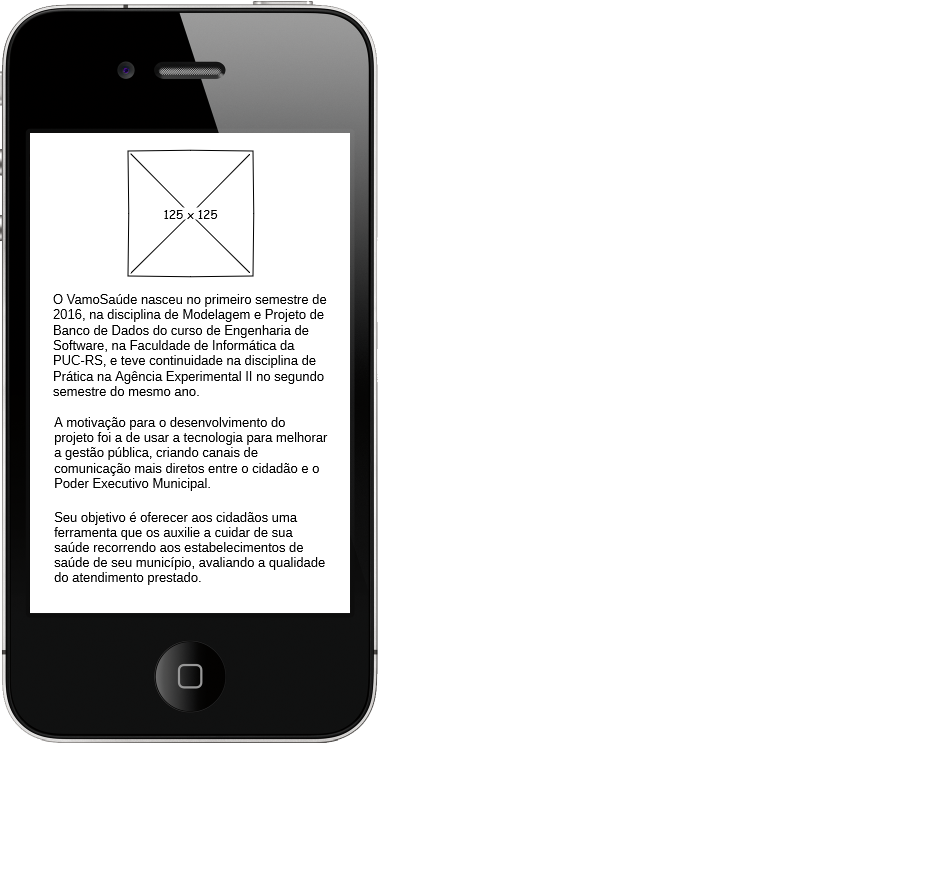 125 x 125
O VamoSaúde nasceu no primeiro semestre de
2016, na disciplina de Modelagem e Projeto de
Banco de Dados do curso de Engenharia de
Software, na Faculdade de Informática da
PUC-RS, e teve continuidade na disciplina de
Prática na Agência Experimental II no segundo
semestre do mesmo ano.
A motivação para o desenvolvimento do
projeto foi a de usar a tecnologia para melhorar
a gestão pública, criando canais de
comunicação mais diretos entre o cidadão e o
Poder Executivo Municipal.
Seu objetivo é oferecer aos cidadãos uma
ferramenta que os auxilie a cuidar de sua
saúde recorrendo aos estabelecimentos de
saúde de seu município, avaliando a qualidade
do atendimento prestado.